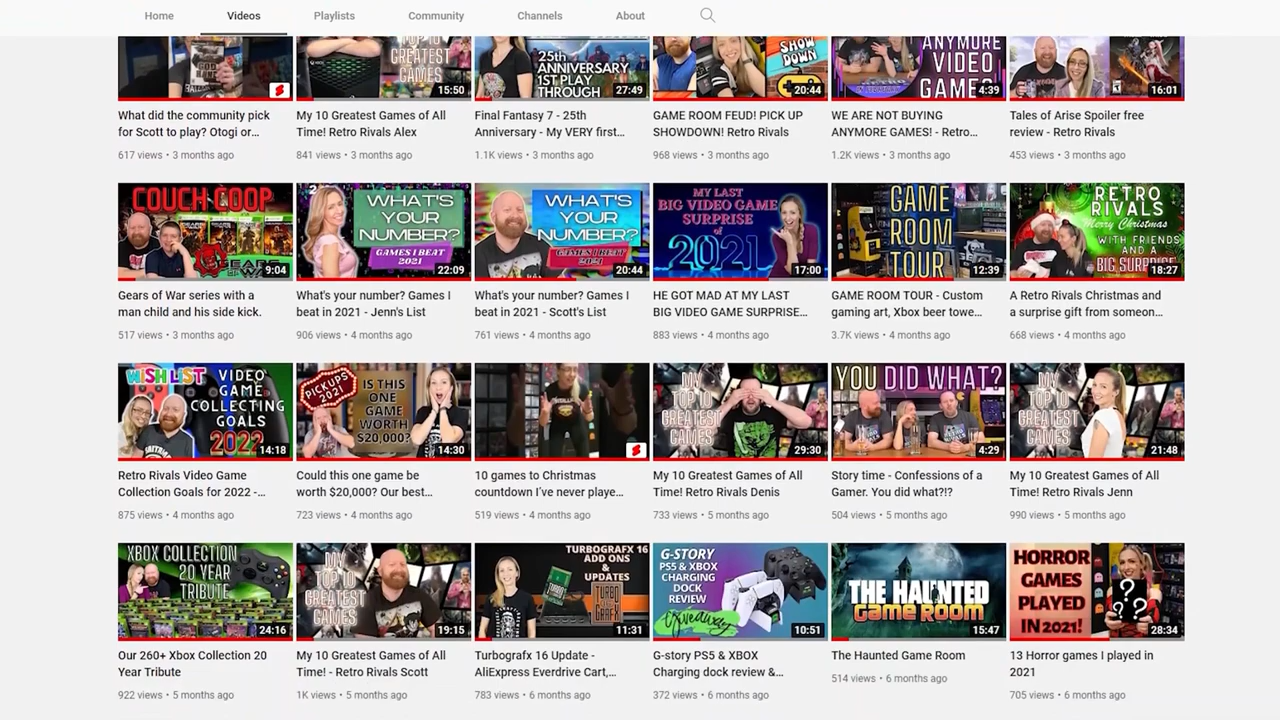 Home Videos Playlists Community Channels About
TOP 10 GREATEST GAMES 15:50
25th ANNIVERSARY 1ST PLAY THROUGH 27:49
SHOW DOWN 20:44
ANYMORE VIDEO GAMES 4:39
16:01
What did the community pick for Scott to play? Otogi or…
617 views • 3 months ago
My 10 Greatest Games of All Time! Retro Rivals Alex
841 views • 3 months ago
Final Fantasy 7 - 25th Anniversary - My VERY first…
1.1K views • 3 months ago
GAME ROOM FEUD! PICK UP SHOWDOWN! Retro Rivals
968 views • 3 months ago
WE ARE NOT BUYING ANYMORE GAMES! - Retro…
1.2K views • 3 months ago
Tales of Arise Spoiler free review - Retro Rivals
453 views • 3 months ago
COUCH COOP 9:04
WHAT'S YOUR NUMBER? GAMES I BEAT 2021 22:09
WHAT'S YOUR NUMBER? GAMES I BEAT 2021 20:44
MY LAST BIG VIDEO GAME SURPRISE of 2021 17:00
GAME ROOM TOUR 12:39
RETRO RIVALS Merry Christmas WITH FRIENDS AND A BIG SURPRISE 18:27
Gears of War series with a man child and his side kick.
517 views • 3 months ago
What's your number? Games I beat in 2021 - Jenn's List
906 views • 4 months ago
What's your number? Games I beat in 2021 - Scott's List
761 views • 4 months ago
HE GOT MAD AT MY LAST BIG VIDEO GAME SURPRISE…
883 views • 4 months ago
GAME ROOM TOUR - Custom gaming art, Xbox beer towe…
3.7K views • 4 months ago
A Retro Rivals Christmas and a surprise gift from someon…
668 views • 4 months ago
WISH LIST VIDEO GAME COLLECTING GOALS 2022 14:18
PICKUPS 2021 IS THIS ONE GAME WORTH $20,000? 14:30
MY TOP 10 GREATEST GAMES 29:30
YOU DID WHAT? 4:29
MY TOP 10 GREATEST GAMES 21:48
Retro Rivals Video Game Collection Goals for 2022 -…
875 views • 4 months ago
Could this one game be worth $20,000? Our best…
723 views • 4 months ago
10 games to Christmas countdown I've never playe…
519 views • 4 months ago
My 10 Greatest Games of All Time! Retro Rivals Denis
733 views • 5 months ago
Story time - Confessions of a Gamer. You did what?!?
504 views • 5 months ago
My 10 Greatest Games of All Time! Retro Rivals Jenn
990 views • 5 months ago
XBOX COLLECTION 20 YEAR TRIBUTE 24:16
MY TOP 10 GREATEST GAMES 19:15
TURBOGRAFX 16 ADD ONS & UPDATES 11:31
G-STORY PS5 & XBOX CHARGING DOCK REVIEW Giveaway 10:51
THE HAUNTED GAME ROOM 15:47
HORROR GAMES PLAYED IN 2021! 28:34
Our 260+ Xbox Collection 20 Year Tribute
922 views • 5 months ago
My 10 Greatest Games of All Time! - Retro Rivals Scott
1K views • 5 months ago
Turbografx 16 Update - AliExpress Everdrive Cart,…
783 views • 6 months ago
G-story PS5 & XBOX Charging dock review &…
372 views • 6 months ago
The Haunted Game Room
514 views • 6 months ago
13 Horror games I played in 2021
705 views • 6 months ago